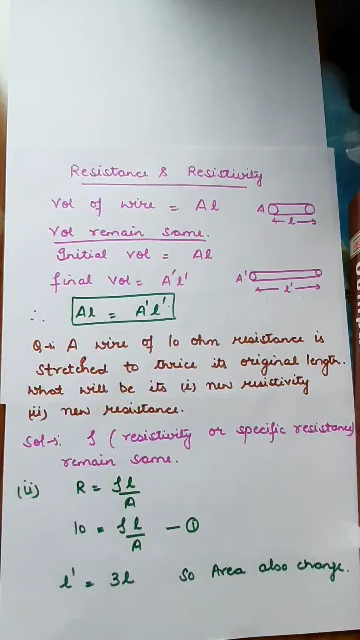 Resistance & Resistivity
Vol of wire = Al
A l
Vol remain same.
Initial vol = Al
final vol = A'l'
A' l'
∴ Al = A'l'
Q-: A wire of 10 ohm resistance is
stretched to thrice its original length.
What will be its (i) new resistivity
(ii) new resistance.
Sol-: ρ (resistivity or specific resistance)
remain same.
(ii) R = ρl/A
10 = ρl/A —①
l' = 3l So Area also change.